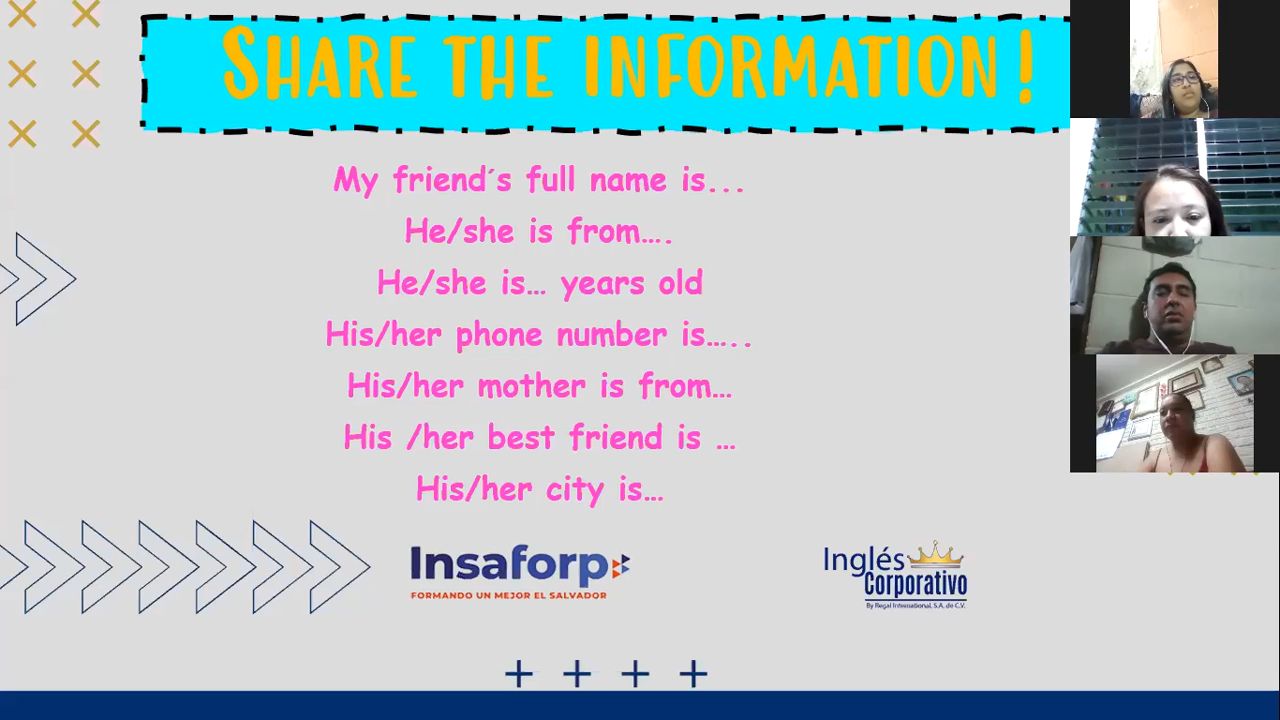 SHARE THE INFORMATION!
My friend´s full name is...
He/she is from....
He/she is... years old
His/her phone number is.....
His/her mother is from...
His /her best friend is ...
His/her city is...
Insaforp
FORMANDO UN MEJOR EL SALVADOR
Inglés
Corporativo
By Regal International, S.A. de C.V.